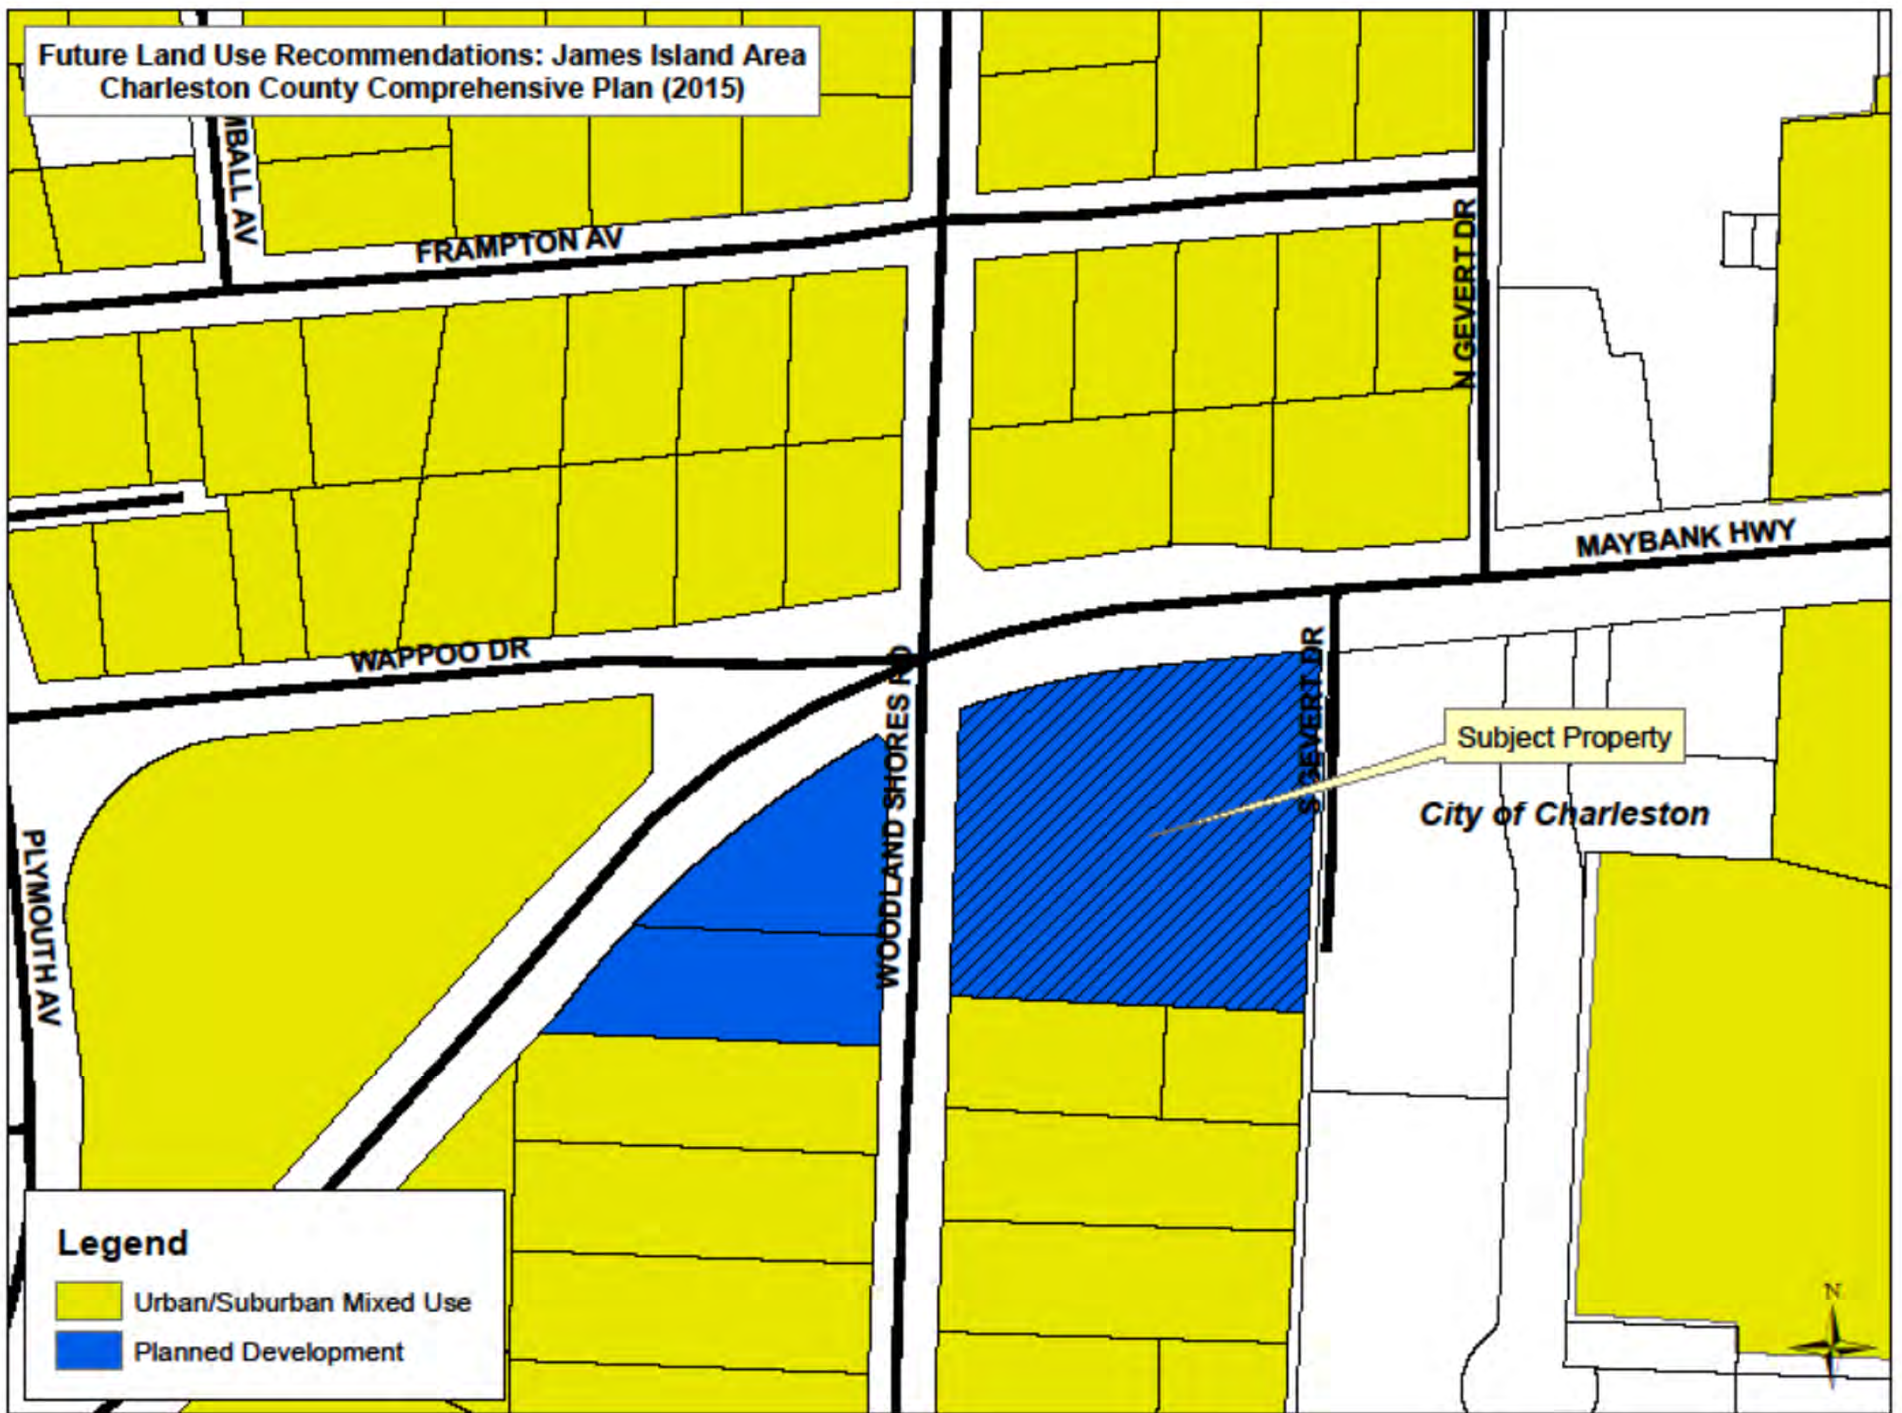 Future Land Use Recommendations: James Island Area
Charleston County Comprehensive Plan (2015)
MBALL AV
FRAMPTON AV
N GEVERT DR
MAYBANK HWY
WAPPOO DR
WOODLAND SHORES RD
S GEVERT DR
Subject Property
City of Charleston
PLYMOUTH AV
Legend
Urban/Suburban Mixed Use
Planned Development
N